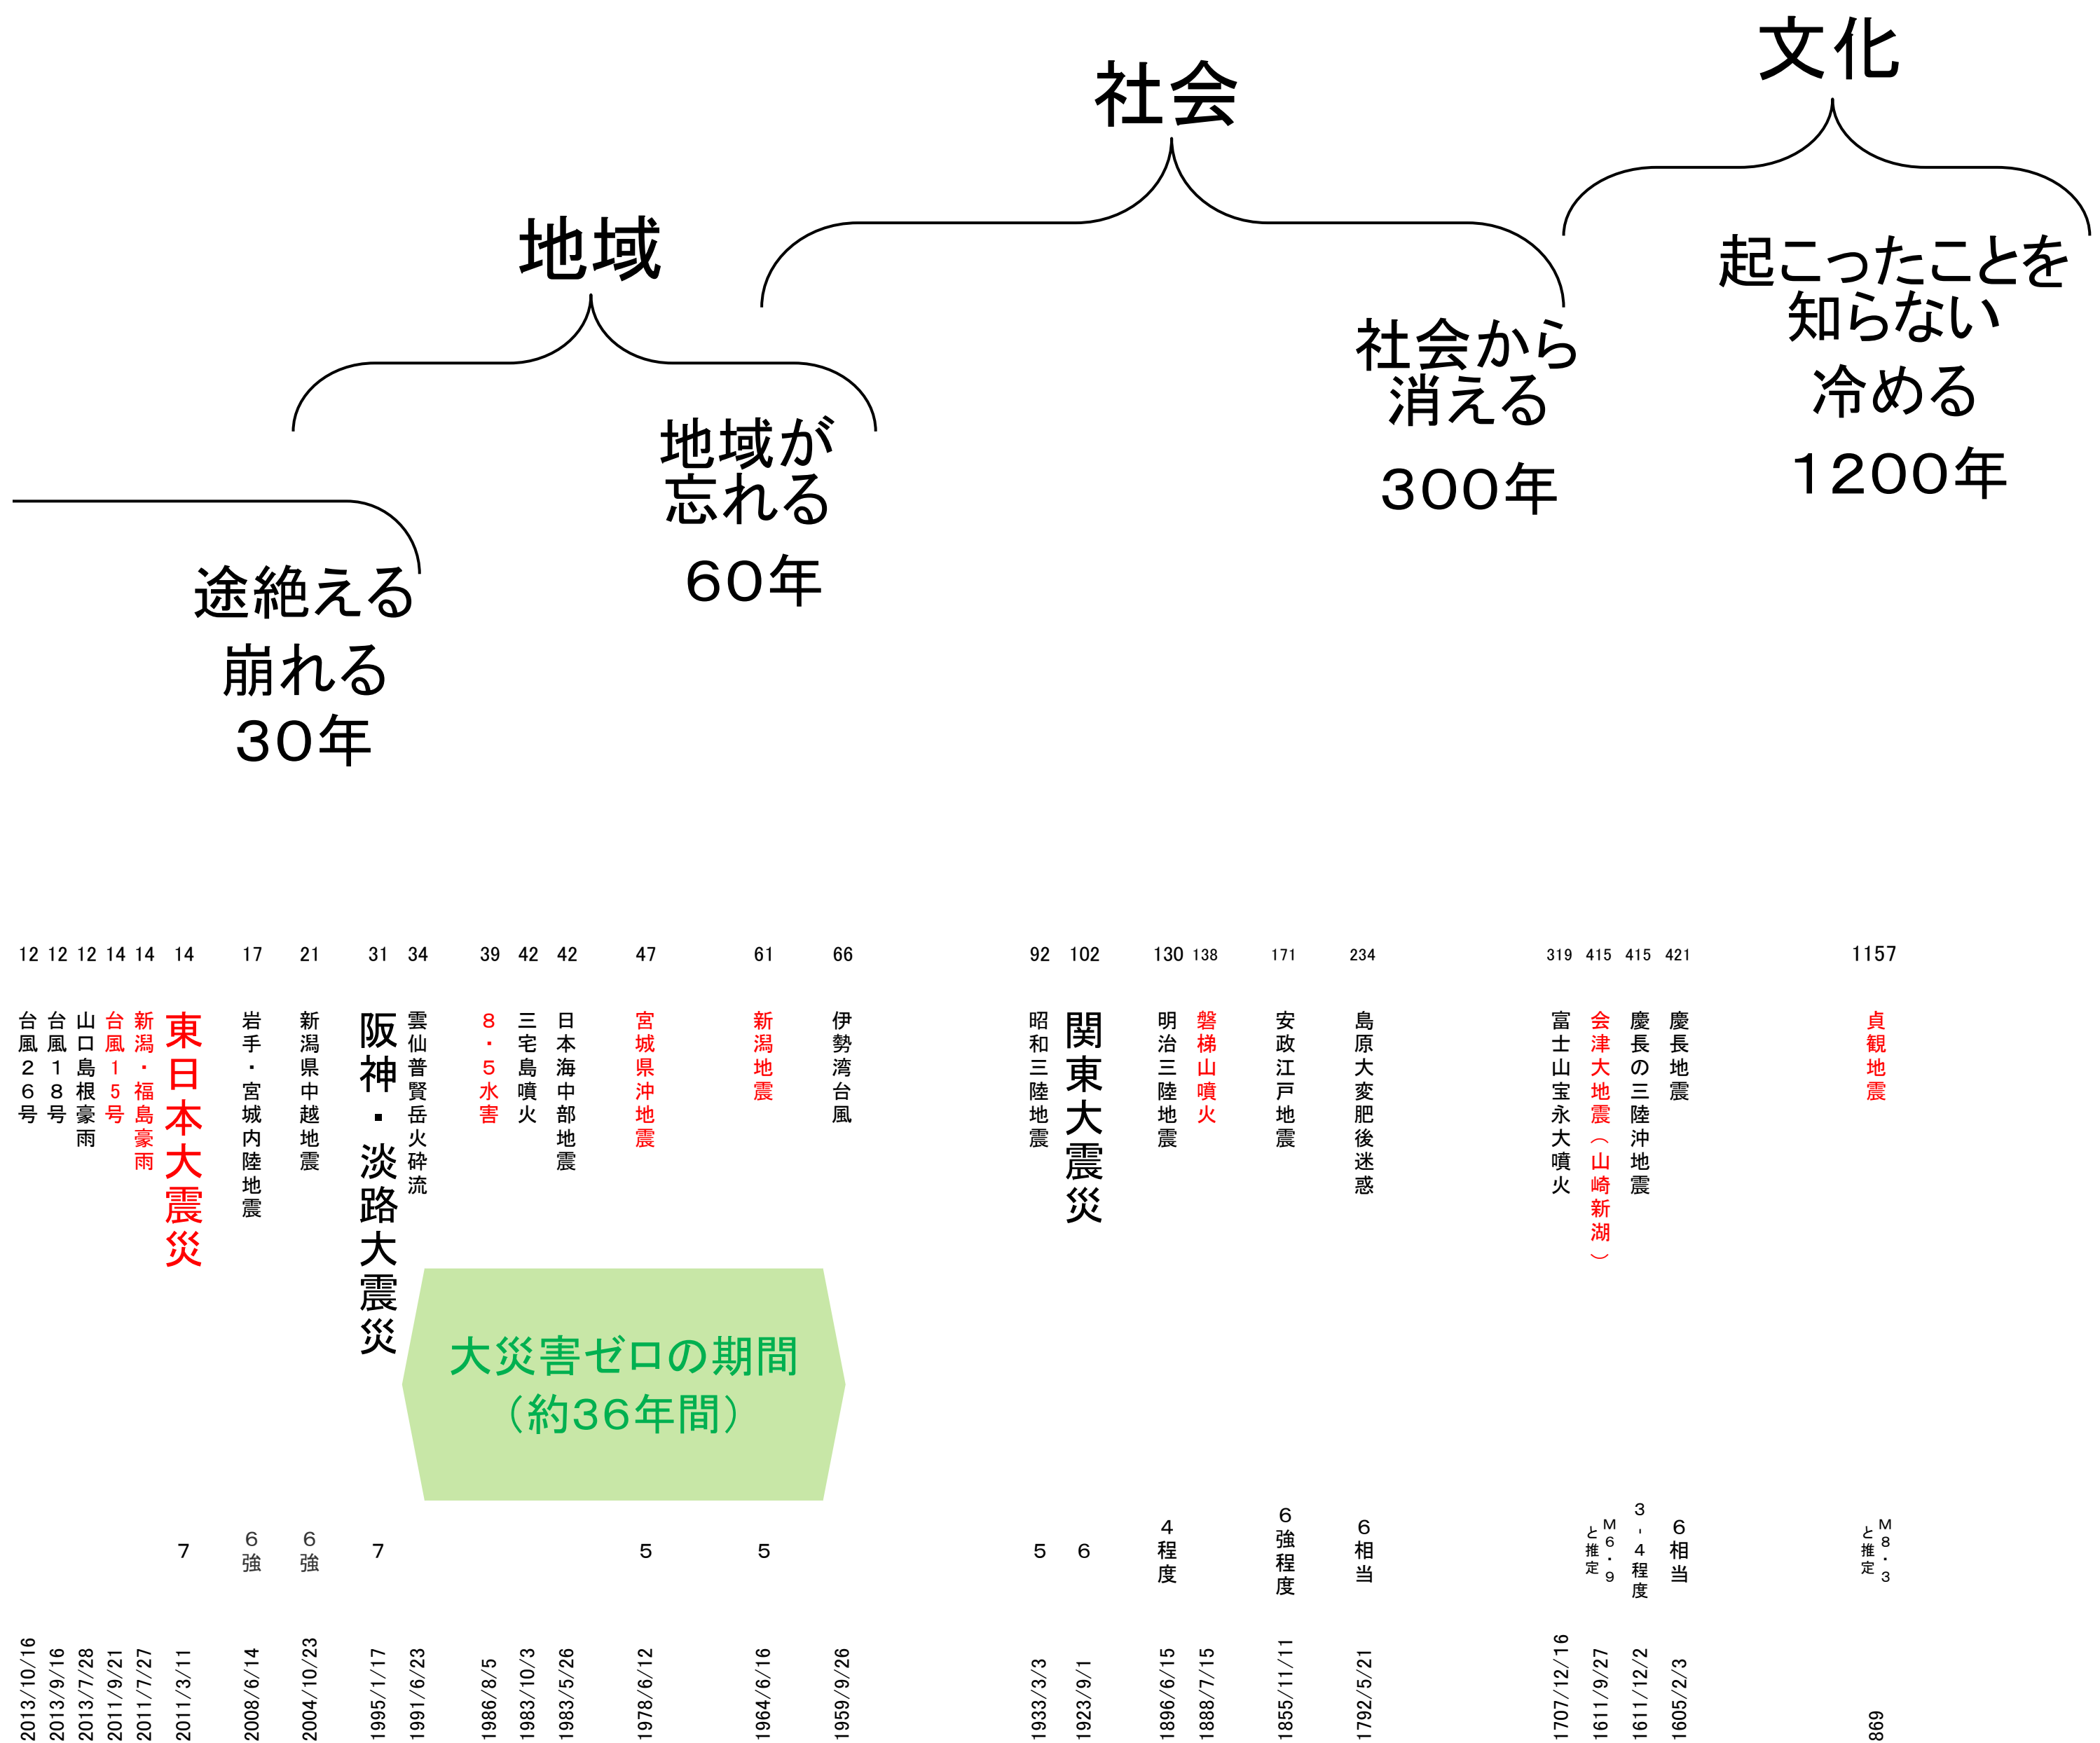 文化
社会
地域
起こったことを
知らない
冷める
1200年
社会から
消える
300年
地域が
忘れる
60年
途絶える
崩れる
30年
12 12 12 14 14 14 17 21 31 34 39 42 42 47 61 66 92 102 130 138 171 234 319 415 415 421 1157
台風26号
台風18号
山口島根豪雨
台風15号
新潟・福島豪雨
東日本大震災
岩手・宮城内陸地震
新潟県中越地震
阪神・淡路大震災
雲仙普賢岳火砕流
8・5水害
三宅島噴火
日本海中部地震
宮城県沖地震
新潟地震
伊勢湾台風
昭和三陸地震
関東大震災
明治三陸地震
磐梯山噴火
安政江戸地震
島原大変肥後迷惑
富士山宝永大噴火
会津大地震（山崎新湖）
慶長の三陸沖地震
慶長地震
貞観地震
大災害ゼロの期間
（約36年間）
7
6強
6強
7
5
5
5
6
4程度
6強程度
6相当
M6・9
と推定
3-4程度
6相当
M8・3
と推定
2013/10/16
2013/9/16
2013/7/28
2011/9/21
2011/7/27
2011/3/11
2008/6/14
2004/10/23
1995/1/17
1991/6/23
1986/8/5
1983/10/3
1983/5/26
1978/6/12
1964/6/16
1959/9/26
1933/3/3
1923/9/1
1896/6/15
1888/7/15
1855/11/11
1792/5/21
1707/12/16
1611/9/27
1611/12/2
1605/2/3
869